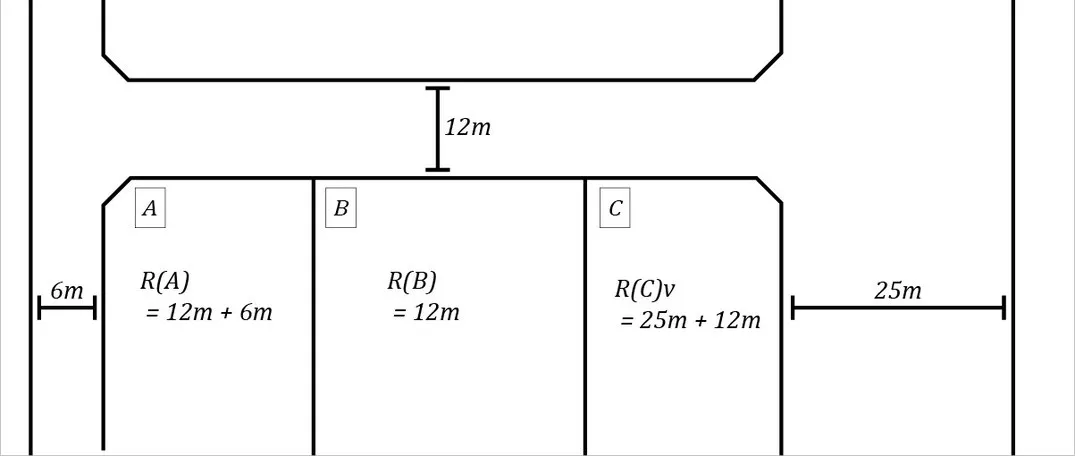 12m
A
B
C
R(A)
= 12m + 6m
R(B)
= 12m
R(C)v
= 25m + 12m
6m
25m